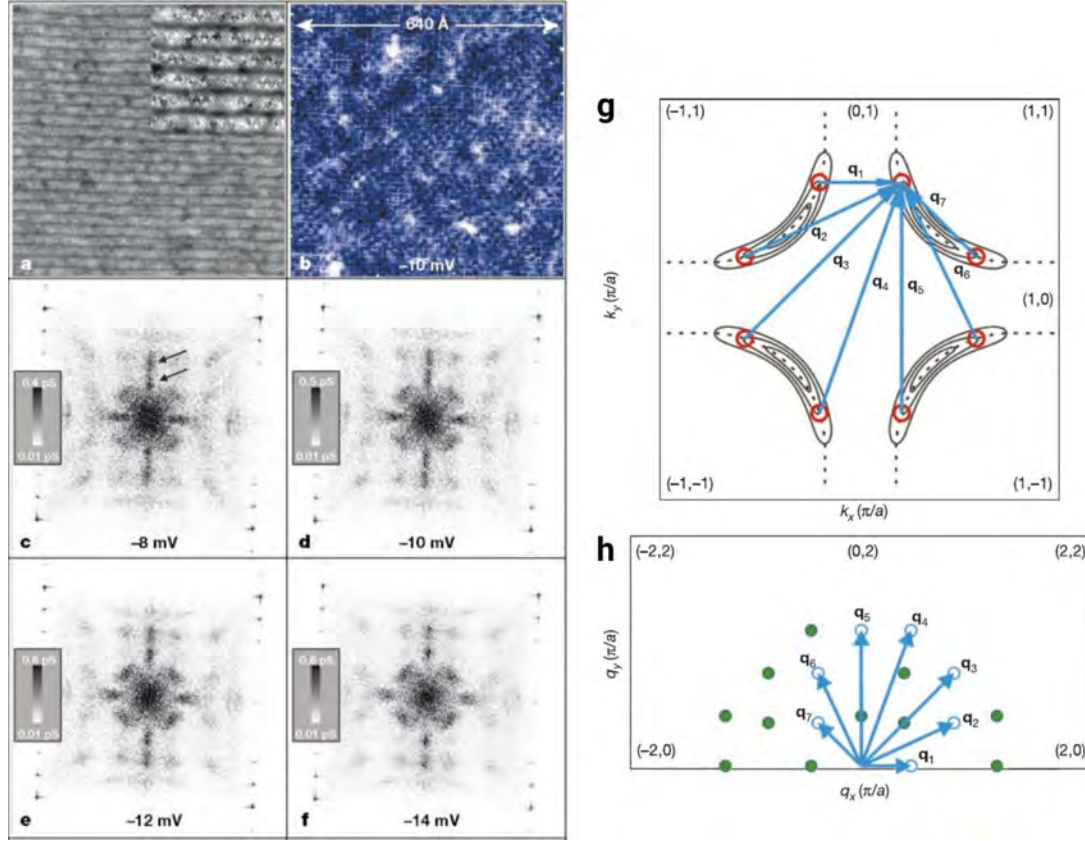 640 Å
a
b
−10 mV
0.4 pS
0.01 pS
c
−8 mV
0.5 pS
0.01 pS
d
−10 mV
0.6 pS
0.01 pS
e
−12 mV
0.6 pS
0.01 pS
f
−14 mV
g
(−1,1)
(0,1)
(1,1)
q1
q7
q2
q3
q6
q4
q5
(1,0)
ky (π/a)
(−1,−1)
(1,−1)
kx (π/a)
h
(−2,2)
(0,2)
(2,2)
q5
q4
q6
q3
q7
q2
q1
qy (π/a)
(−2,0)
(2,0)
qx (π/a)